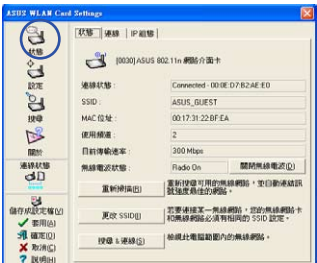 ASUS WLAN Card Settings
狀態
設定
搜尋
關於
連線狀態
儲存成設定檔(V)
套用(A)
確定(O)
取消(C)
說明(H)
狀態 連線 IP 組態
[0030] ASUS 802.11n 網路介面卡
連線狀態： Connected - 00:0E:D7:B2:AE:E0
SSID： ASUS_GUEST
MAC 位址： 00:17:31:22:BF:EA
使用頻道： 2
目前傳輸速率： 300 Mbps
無線電波狀態： Radio On 關閉無線電波(D)
重新掃描(R) 重新搜尋可用的無線網路，並自動連結訊號強度最佳的網路。
更改 SSID(I) 若要連接某一無線網路，您的無線網路卡和無線網路必須有相同的 SSID 設定。
搜尋 & 連線(S) 檢視此電腦範圍內的無線網路。